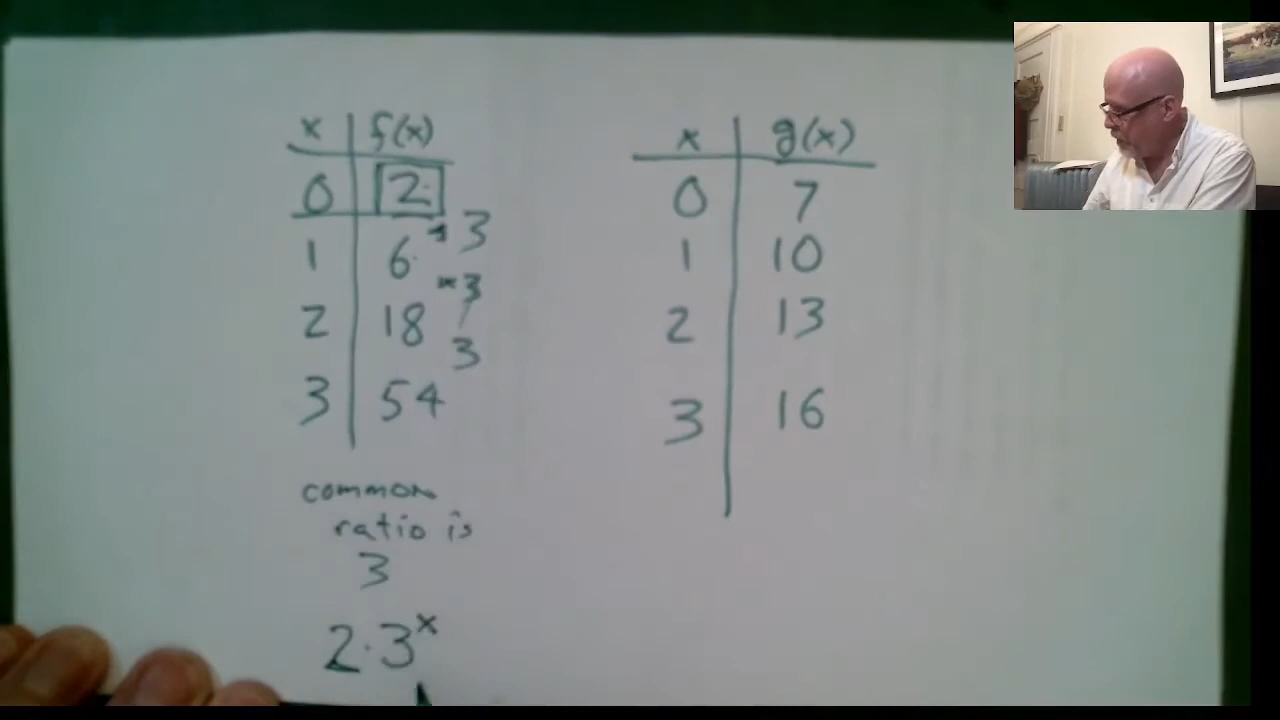 x f(x)
0 2
3
1 6
3
2 18
3
3 54
common
ratio is
3
2·3ˣ
x g(x)
0 7
1 10
2 13
3 16